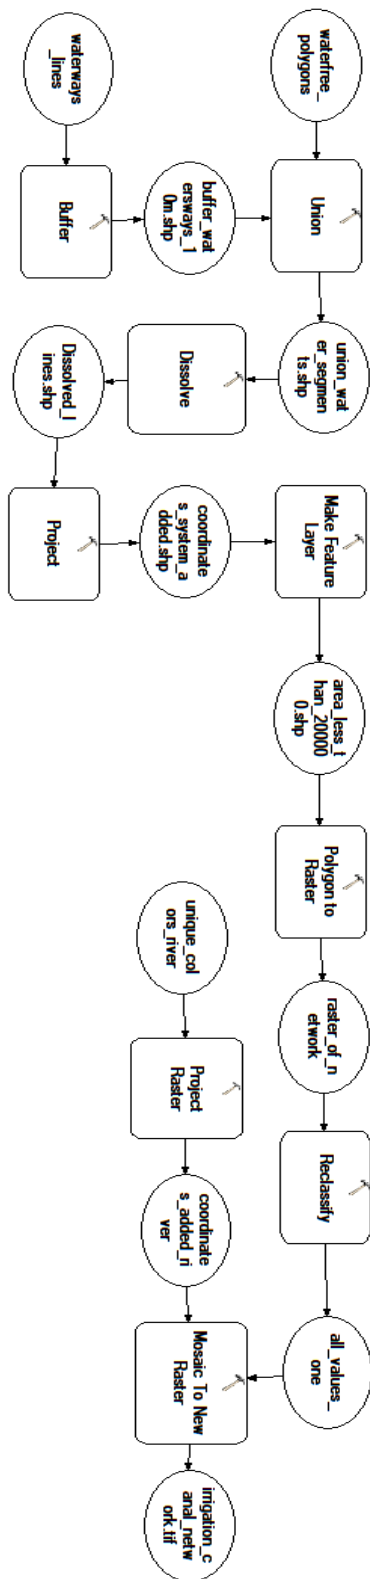 waterfree_
polygons
Union
union_wat
er_segmen
ts.shp
waterways
_lines
Buffer
buffer_wat
ersways_1
0m.shp
Dissolve
Dissolved_l
ines.shp
Project
coordinate
s_system_a
dded.shp
Make Feature
Layer
area_less_t
han_20000
0.shp
Polygon to
Raster
raster_of_n
etwork
Reclassify
all_values_
one
unique_col
ors_river
Project
Raster
coordinate
s_added_ri
ver
Mosaic To New
Raster
irrigation_c
anal_netw
ork.tif